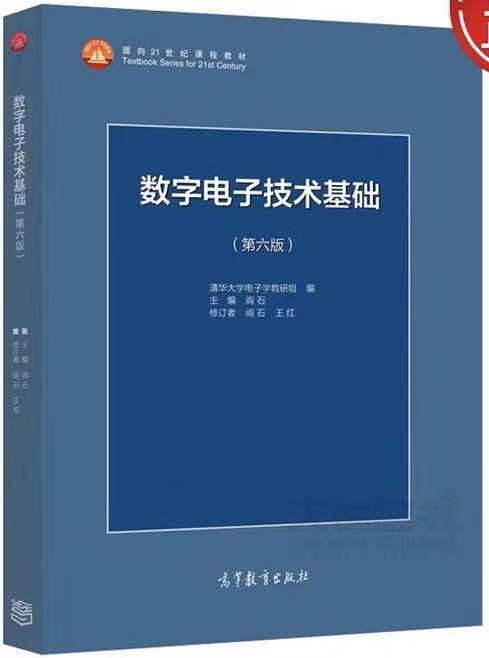 面向21世纪课程教材
Textbook Series for 21st Century
数字电子技术基础
（第六版）
清华大学电子学教研组 编
主 编 阎石
修订者 阎石 王红
高等教育出版社
数字电子技术基础（第六版）
主 编 阎石
修订者 阎石 王红